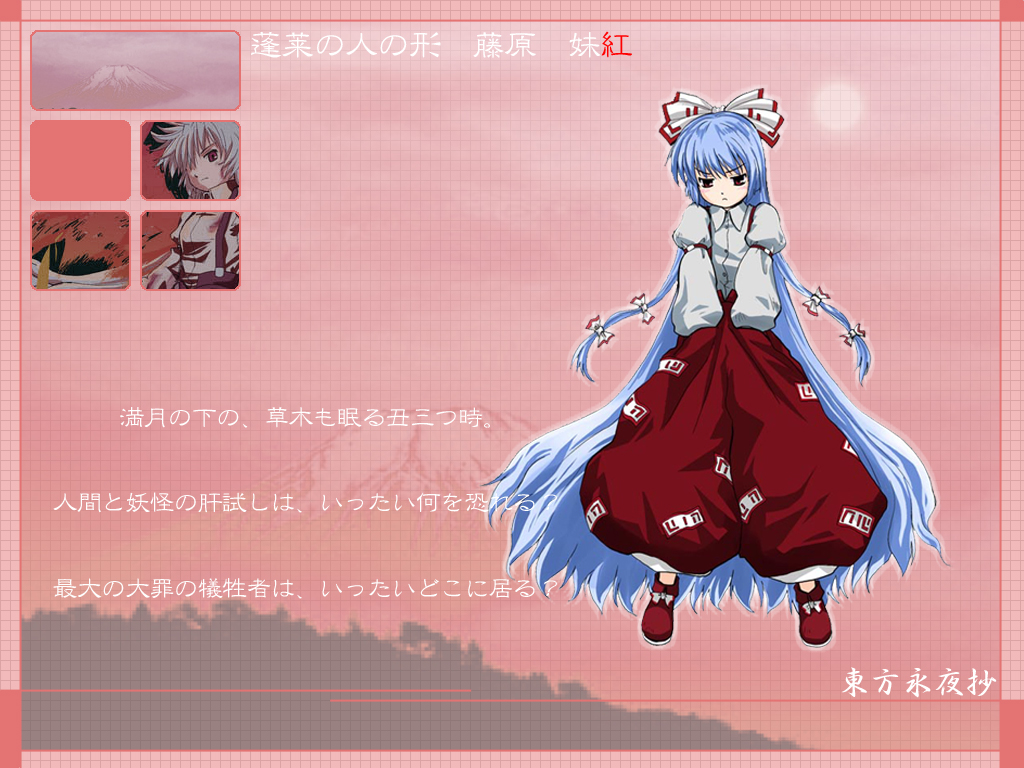 蓬莱の人の形　藤原　妹紅
満月の下の、草木も眠る丑三つ時。
人間と妖怪の肝試しは、いったい何を恐れる？
最大の大罪の犠牲者は、いったいどこに居る？
東方永夜抄